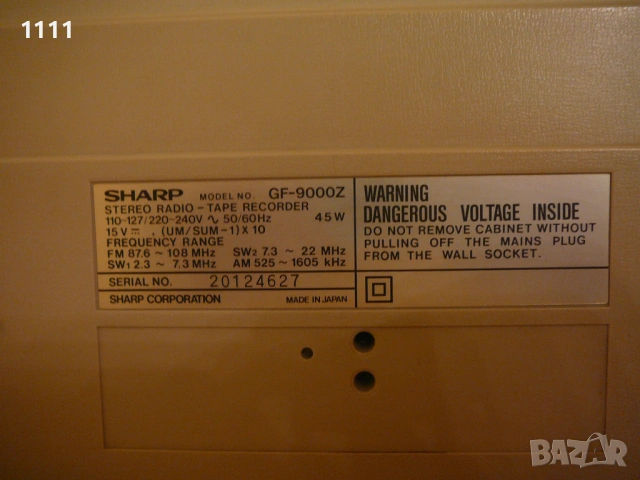 1111
SHARP MODEL NO. GF-9000Z
STEREO RADIO - TAPE RECORDER
110-127/220-240V ∿ 50/60Hz 45W
15V ⎓ (UM/SUM-1) X 10
FREQUENCY RANGE
FM 87.6 ~ 108 MHz SW2 7.3 ~ 22 MHz
SW1 2.3 ~ 7.3 MHz AM 525 ~ 1605 kHz
SERIAL NO. 20124627
SHARP CORPORATION MADE IN JAPAN
WARNING
DANGEROUS VOLTAGE INSIDE
DO NOT REMOVE CABINET WITHOUT
PULLING OFF THE MAINS PLUG
FROM THE WALL SOCKET.
BAZAR